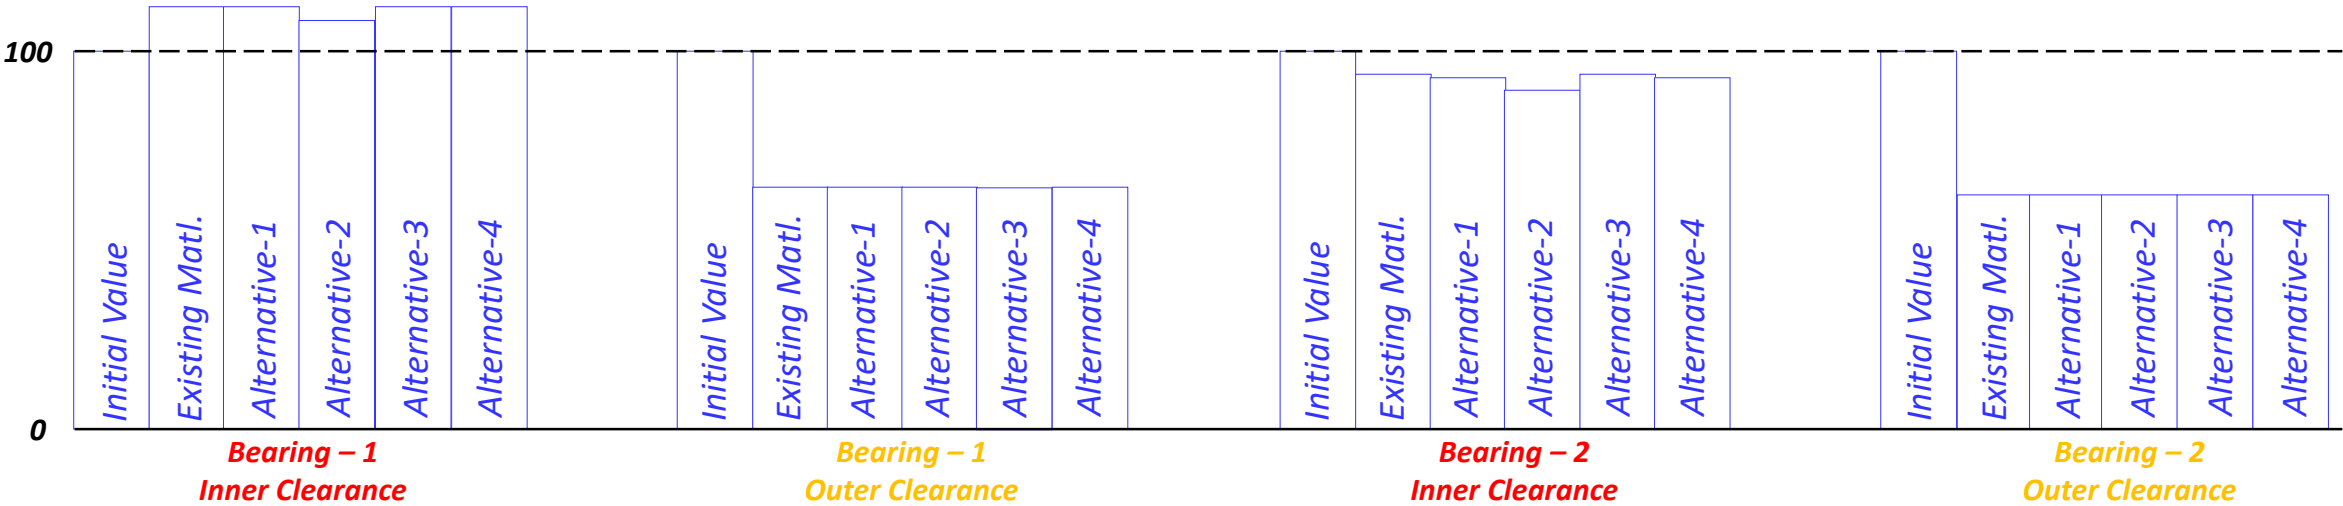 100
0
Initial Value
Existing Matl.
Alternative-1
Alternative-2
Alternative-3
Alternative-4
Bearing – 1
Inner Clearance
Initial Value
Existing Matl.
Alternative-1
Alternative-2
Alternative-3
Alternative-4
Bearing – 1
Outer Clearance
Initial Value
Existing Matl.
Alternative-1
Alternative-2
Alternative-3
Alternative-4
Bearing – 2
Inner Clearance
Initial Value
Existing Matl.
Alternative-1
Alternative-2
Alternative-3
Alternative-4
Bearing – 2
Outer Clearance